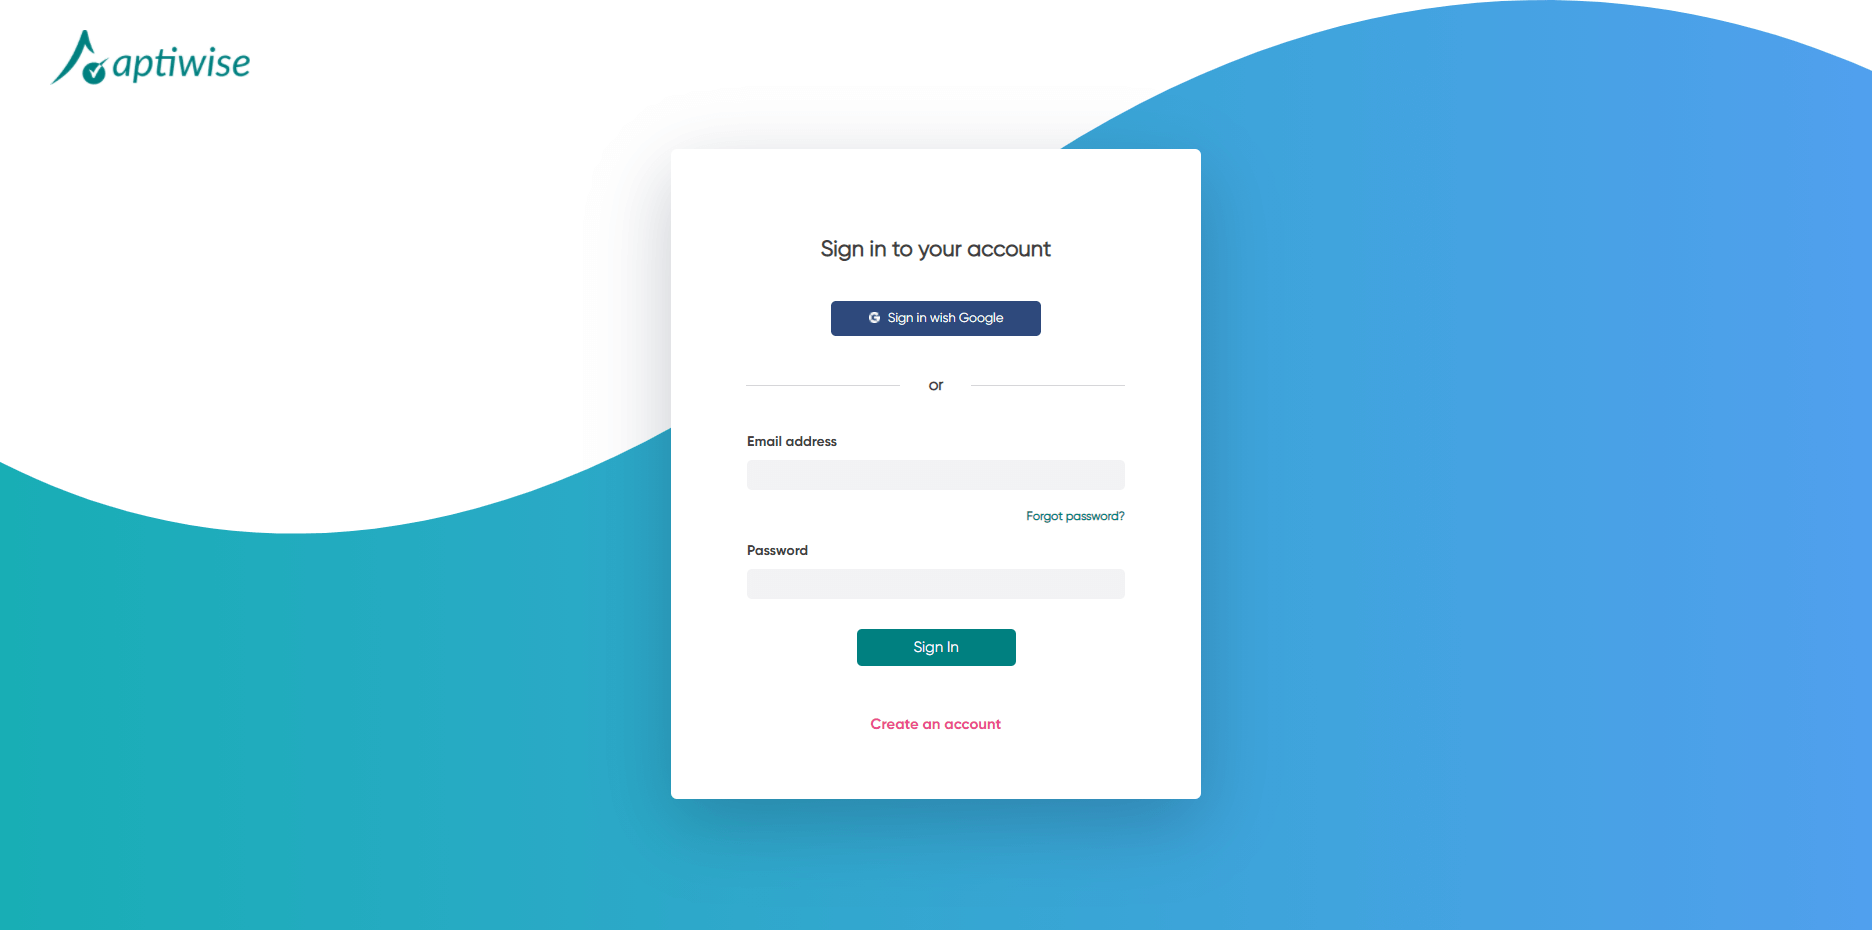 aptiwise
Sign in to your account
Sign in wish Google
or
Email address
Forgot password?
Password
Sign In
Create an account